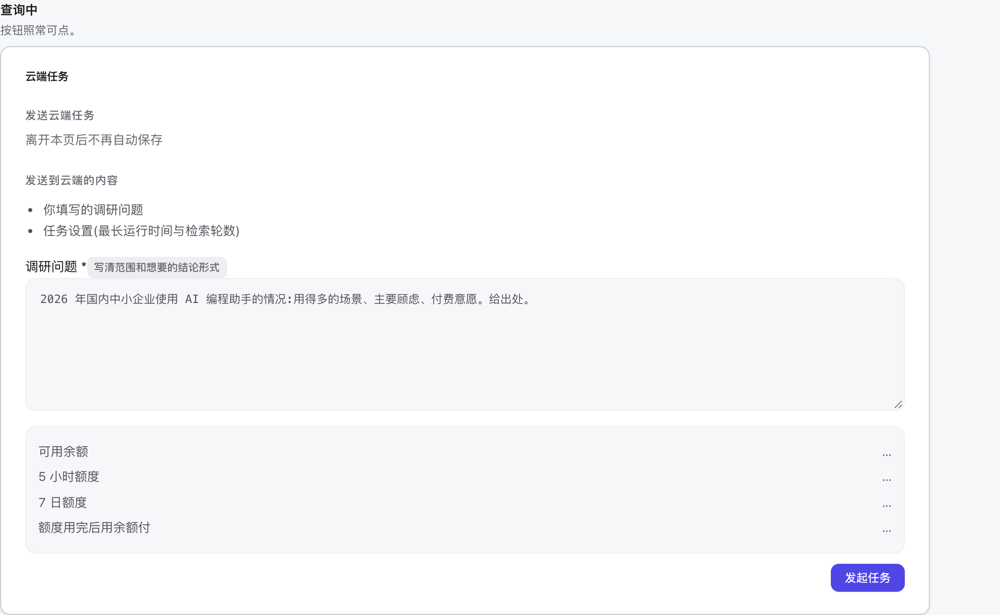 查询中
按钮照常可点。
云端任务
发送云端任务
离开本页后不再自动保存
发送到云端的内容
• 你填写的调研问题
• 任务设置(最长运行时间与检索轮数)
调研问题 * 写清范围和想要的结论形式
2026 年国内中小企业使用 AI 编程助手的情况:用得多的场景、主要顾虑、付费意愿。给出处。
可用余额 ...
5 小时额度 ...
7 日额度 ...
额度用完后用余额付 ...
发起任务